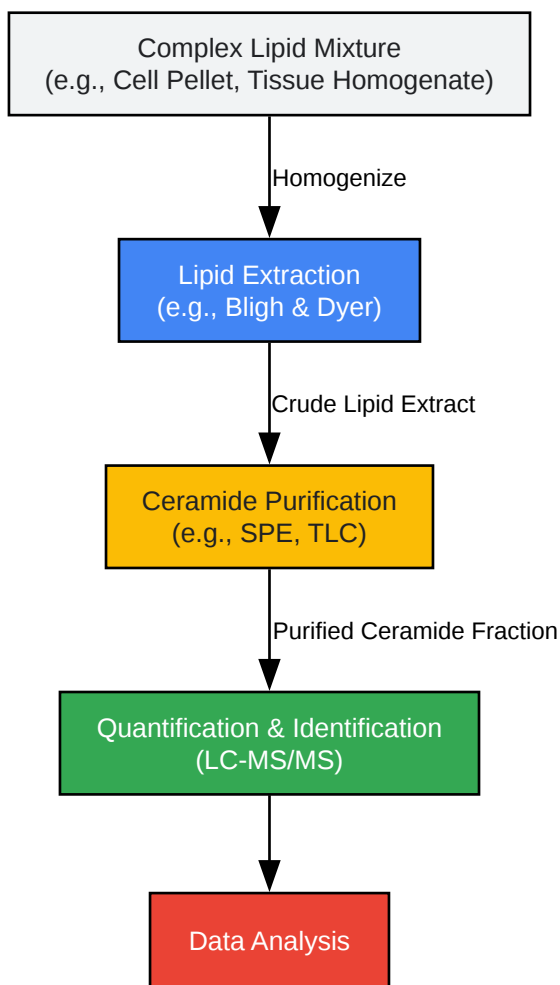 Complex Lipid Mixture
(e.g., Cell Pellet, Tissue Homogenate)
Homogenize
Lipid Extraction
(e.g., Bligh & Dyer)
Crude Lipid Extract
Ceramide Purification
(e.g., SPE, TLC)
Purified Ceramide Fraction
Quantification & Identification
(LC-MS/MS)
Data Analysis